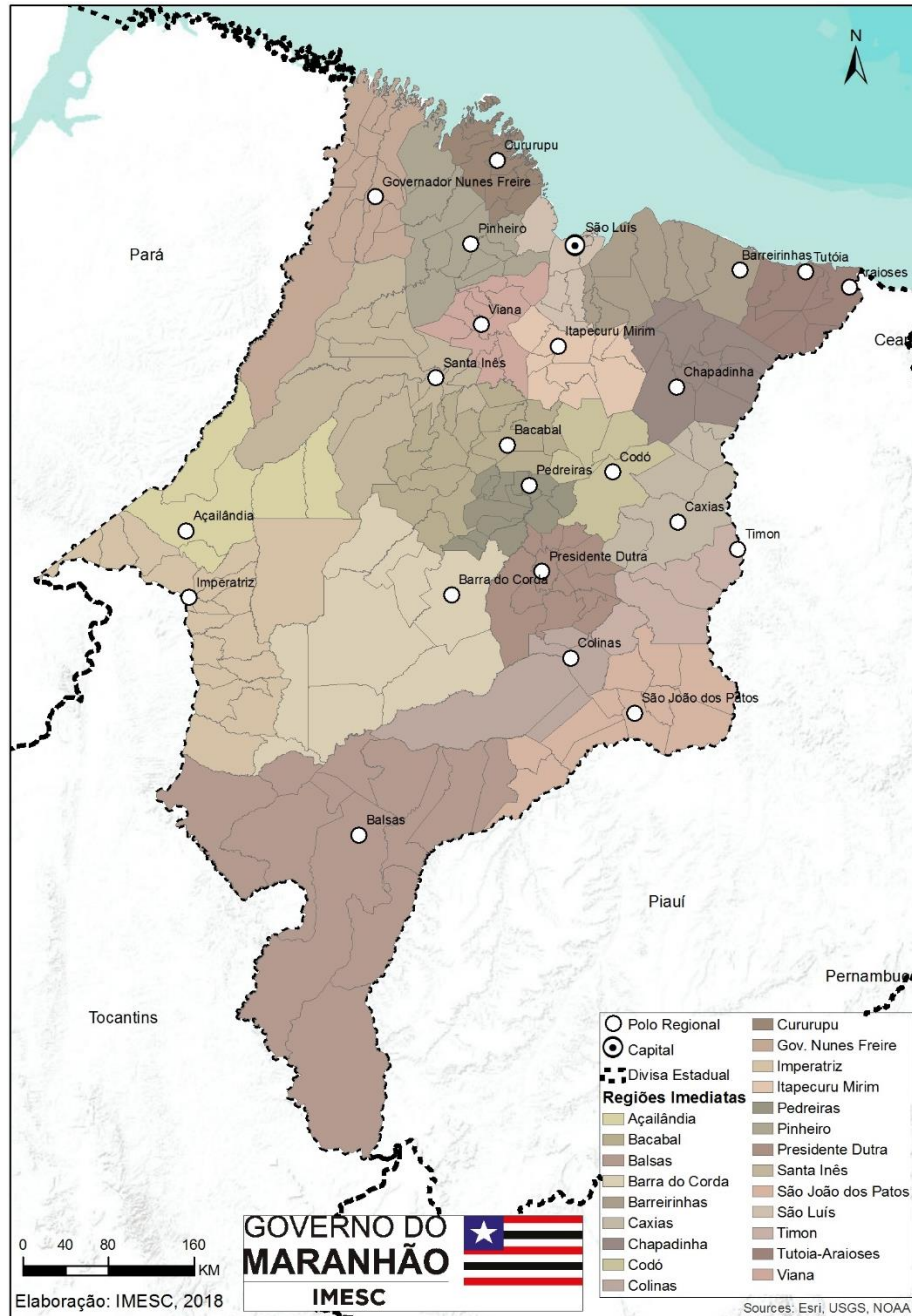 N
Cururupu
Governador Nunes Freire
Pará
Pinheiro
São Luís
Barreirinhas
Tutóia
Araioses
Viana
Itapecuru Mirim
Cear
Santa Inês
Chapadinha
Bacabal
Codó
Pedreiras
Caxias
Açailândia
Timon
Presidente Dutra
Imperatriz
Barra do Corda
Colinas
São João dos Patos
Balsas
Piauí
Pernambuc
Tocantins
Polo Regional
Capital
Divisa Estadual
Regiões Imediatas
Açailândia
Bacabal
Balsas
Barra do Corda
Barreirinhas
Caxias
Chapadinha
Codó
Colinas
Cururupu
Gov. Nunes Freire
Imperatriz
Itapecuru Mirim
Pedreiras
Pinheiro
Presidente Dutra
Santa Inês
São João dos Patos
São Luís
Timon
Tutoia-Araioses
Viana
GOVERNO DO
MARANHÃO
IMESC
0 40 80 160
KM
Elaboração: IMESC, 2018
Sources: Esri, USGS, NOAA